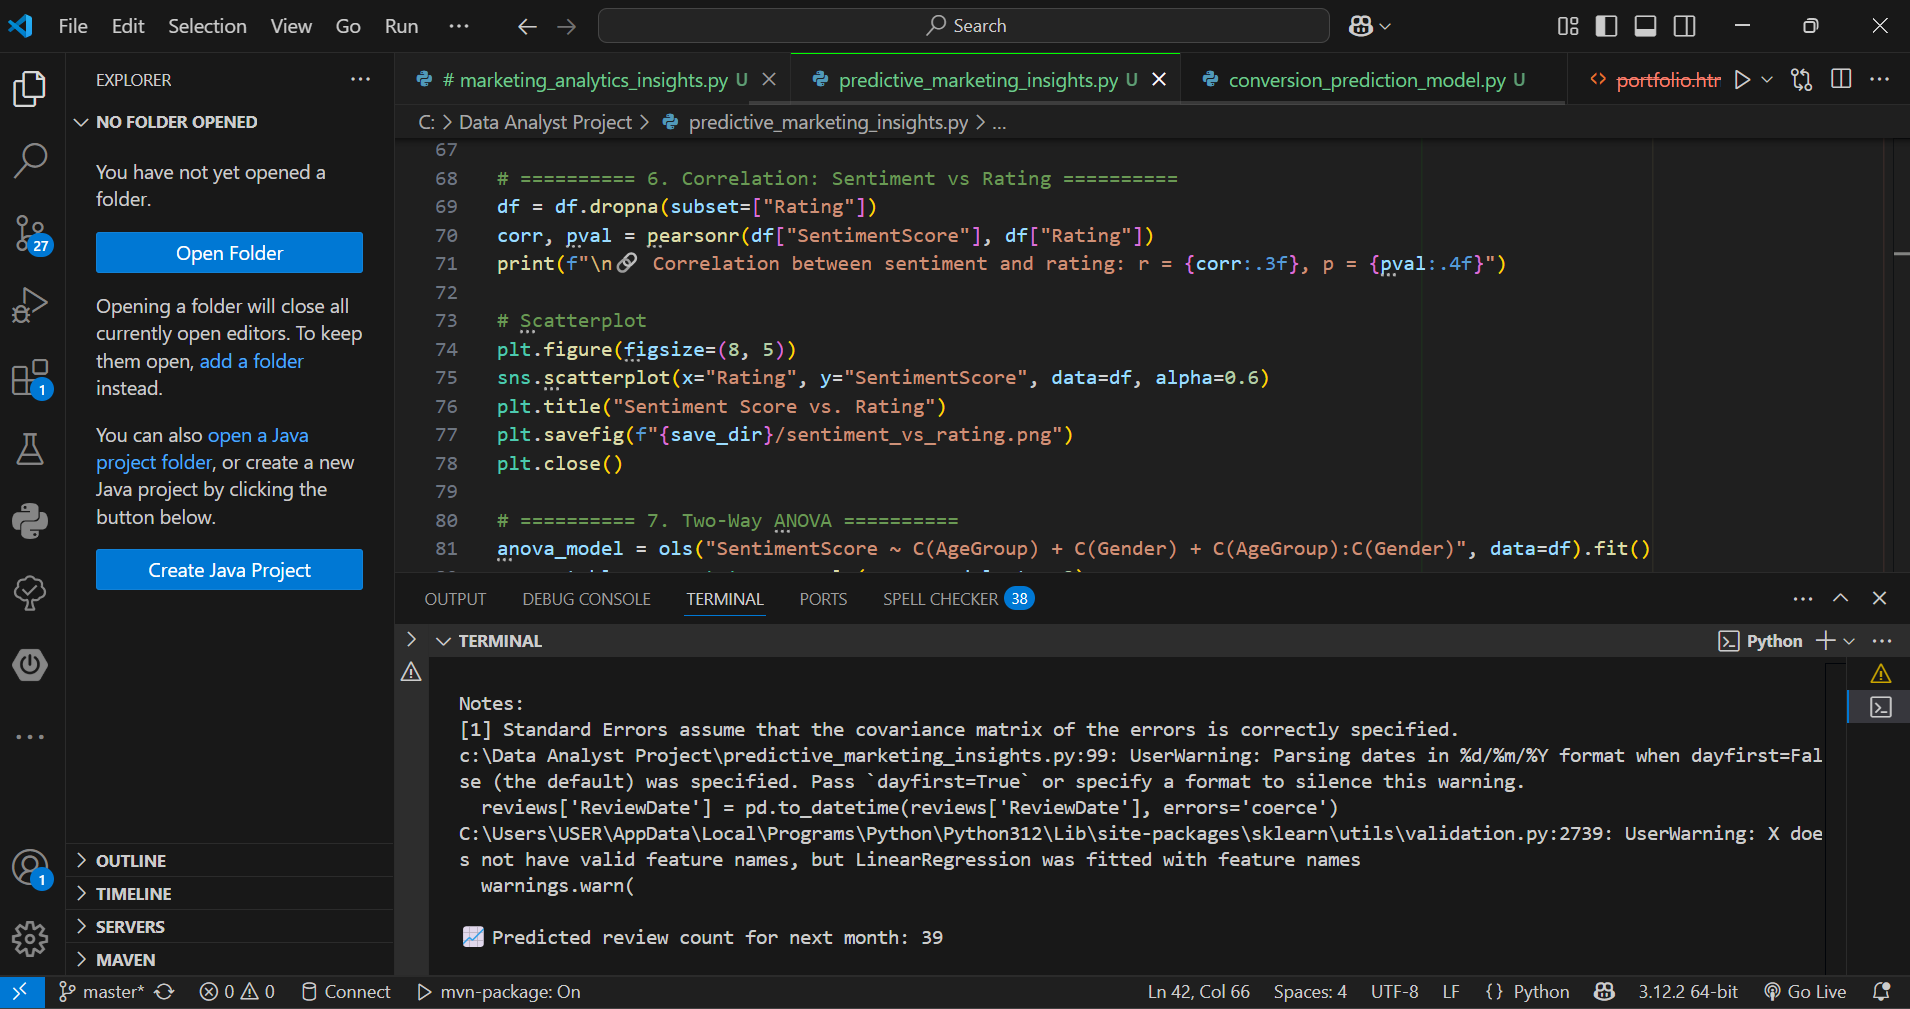 File Edit Selection View Go Run ···
Search
EXPLORER ···
NO FOLDER OPENED
You have not yet opened a
folder.
Open Folder
Opening a folder will close all
currently open editors. To keep
them open, add a folder
instead.
You can also open a Java
project folder, or create a new
Java project by clicking the
button below.
Create Java Project
OUTLINE
TIMELINE
SERVERS
MAVEN
27
1
1
# marketing_analytics_insights.py U
predictive_marketing_insights.py U
conversion_prediction_model.py U
portfolio.htr
C: > Data Analyst Project > predictive_marketing_insights.py > ...
67
68 # ========== 6. Correlation: Sentiment vs Rating ==========
69 df = df.dropna(subset=["Rating"])
70 corr, pval = pearsonr(df["SentimentScore"], df["Rating"])
71 print(f"\n🔗 Correlation between sentiment and rating: r = {corr:.3f}, p = {pval:.4f}")
72
73 # Scatterplot
74 plt.figure(figsize=(8, 5))
75 sns.scatterplot(x="Rating", y="SentimentScore", data=df, alpha=0.6)
76 plt.title("Sentiment Score vs. Rating")
77 plt.savefig(f"{save_dir}/sentiment_vs_rating.png")
78 plt.close()
79
80 # ========== 7. Two-Way ANOVA ==========
81 anova_model = ols("SentimentScore ~ C(AgeGroup) + C(Gender) + C(AgeGroup):C(Gender)", data=df).fit()
OUTPUT DEBUG CONSOLE TERMINAL PORTS SPELL CHECKER 38
TERMINAL
Python
Notes:
[1] Standard Errors assume that the covariance matrix of the errors is correctly specified.
c:\Data Analyst Project\predictive_marketing_insights.py:99: UserWarning: Parsing dates in %d/%m/%Y format when dayfirst=Fal
se (the default) was specified. Pass `dayfirst=True` or specify a format to silence this warning.
reviews['ReviewDate'] = pd.to_datetime(reviews['ReviewDate'], errors='coerce')
C:\Users\USER\AppData\Local\Programs\Python\Python312\Lib\site-packages\sklearn\utils\validation.py:2739: UserWarning: X doe
s not have valid feature names, but LinearRegression was fitted with feature names
warnings.warn(
📈 Predicted review count for next month: 39
master* 0 0 Connect mvn-package: On
Ln 42, Col 66 Spaces: 4 UTF-8 LF {} Python 3.12.2 64-bit Go Live